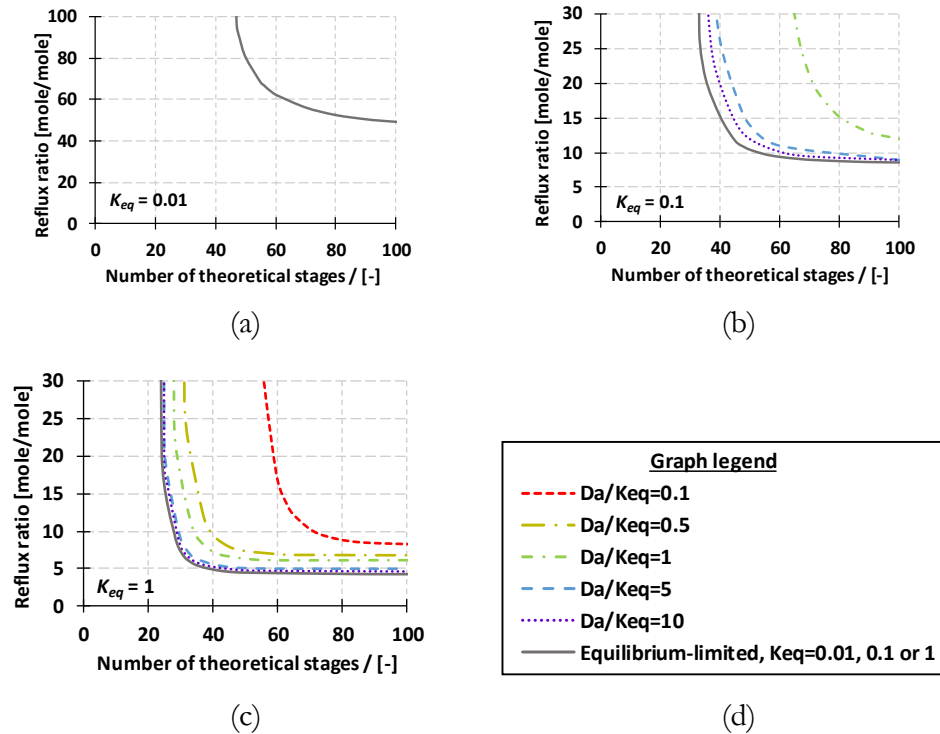 Reflux ratio [mole/mole]
100
80
60
40
20
0
K_eq = 0.01
0 20 40 60 80 100
Number of theoretical stages / [-]
(a)
Reflux ratio [mole/mole]
30
25
20
15
10
5
0
K_eq = 0.1
0 20 40 60 80 100
Number of theoretical stages / [-]
(b)
Reflux ratio [mole/mole]
30
25
20
15
10
5
0
K_eq = 1
0 20 40 60 80 100
Number of theoretical stages / [-]
(c)
Graph legend
Da/Keq=0.1
Da/Keq=0.5
Da/Keq=1
Da/Keq=5
Da/Keq=10
Equilibrium-limited, Keq=0.01, 0.1 or 1
(d)